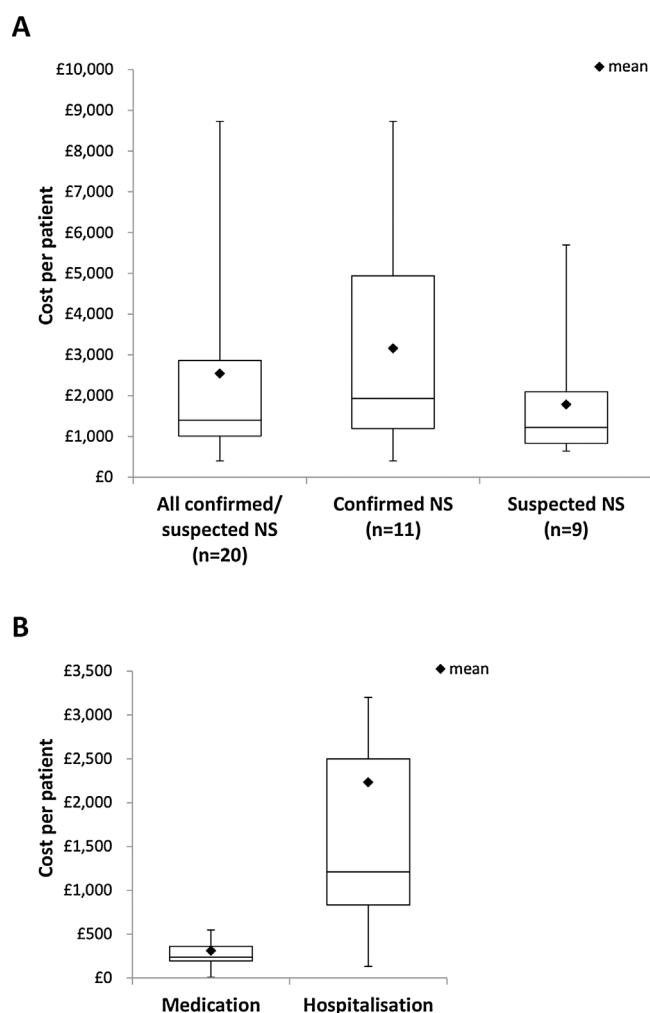 A
£10,000
mean
£9,000
£8,000
£7,000
£6,000
£5,000
£4,000
£3,000
£2,000
£1,000
£0
Cost per patient
All confirmed/
suspected NS
(n=20)
Confirmed NS
(n=11)
Suspected NS
(n=9)
B
£3,500
mean
£3,000
£2,500
£2,000
£1,500
£1,000
£500
£0
Cost per patient
Medication
Hospitalisation